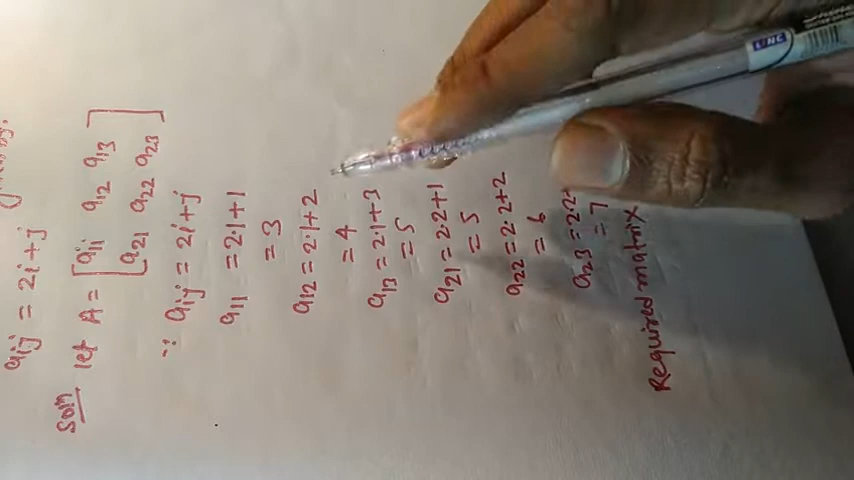 aij = 2i+j
Soln let A = [a11 a12 a13
a21 a22 a23]
∵ aij = 2i+j
a11 = 2·1+1
= 3
a12 = 2·1+2
= 4
a13 = 2·1+3
= 5
a21 = 2·2+1
= 5
a22 = 2·2+2
= 6
a23 = 2·2+
= 7
Required matrix
LINC